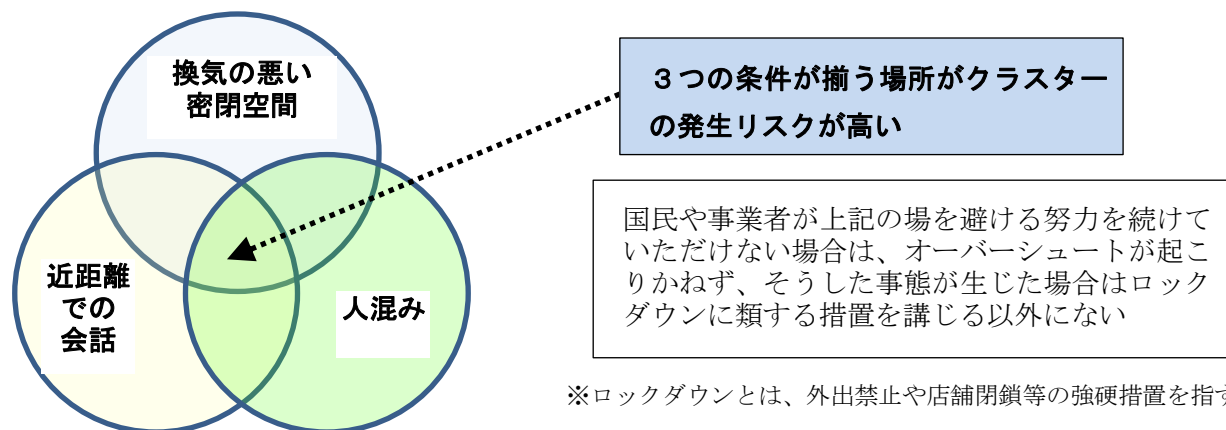 換気の悪い
密閉空間
近距離
での
会話
人混み
３つの条件が揃う場所がクラスター
の発生リスクが高い
国民や事業者が上記の場を避ける努力を続けて
いただけない場合は、オーバーシュートが起こ
りかねず、そうした事態が生じた場合はロック
ダウンに類する措置を講じる以外にない
※ロックダウンとは、外出禁止や店舗閉鎖等の強硬措置を指す